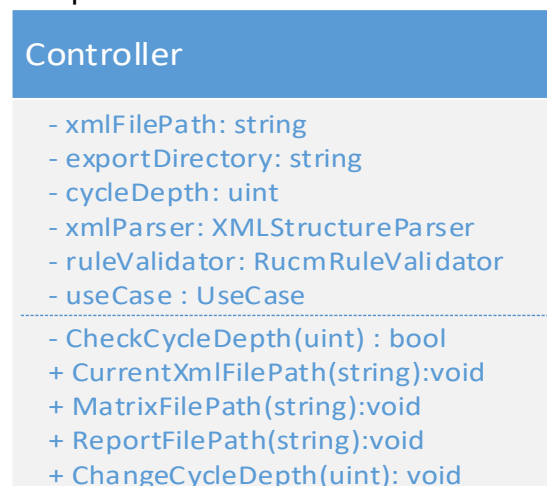 Controller
- xmlFilePath: string
- exportDirectory: string
- cycleDepth: uint
- xmlParser: XMLStructureParser
- ruleValidator: RucmRuleValidator
- useCase : UseCase
- CheckCycleDepth(uint) : bool
+ CurrentXmlFilePath(string):void
+ MatrixFilePath(string):void
+ ReportFilePath(string):void
+ ChangeCycleDepth(uint): void